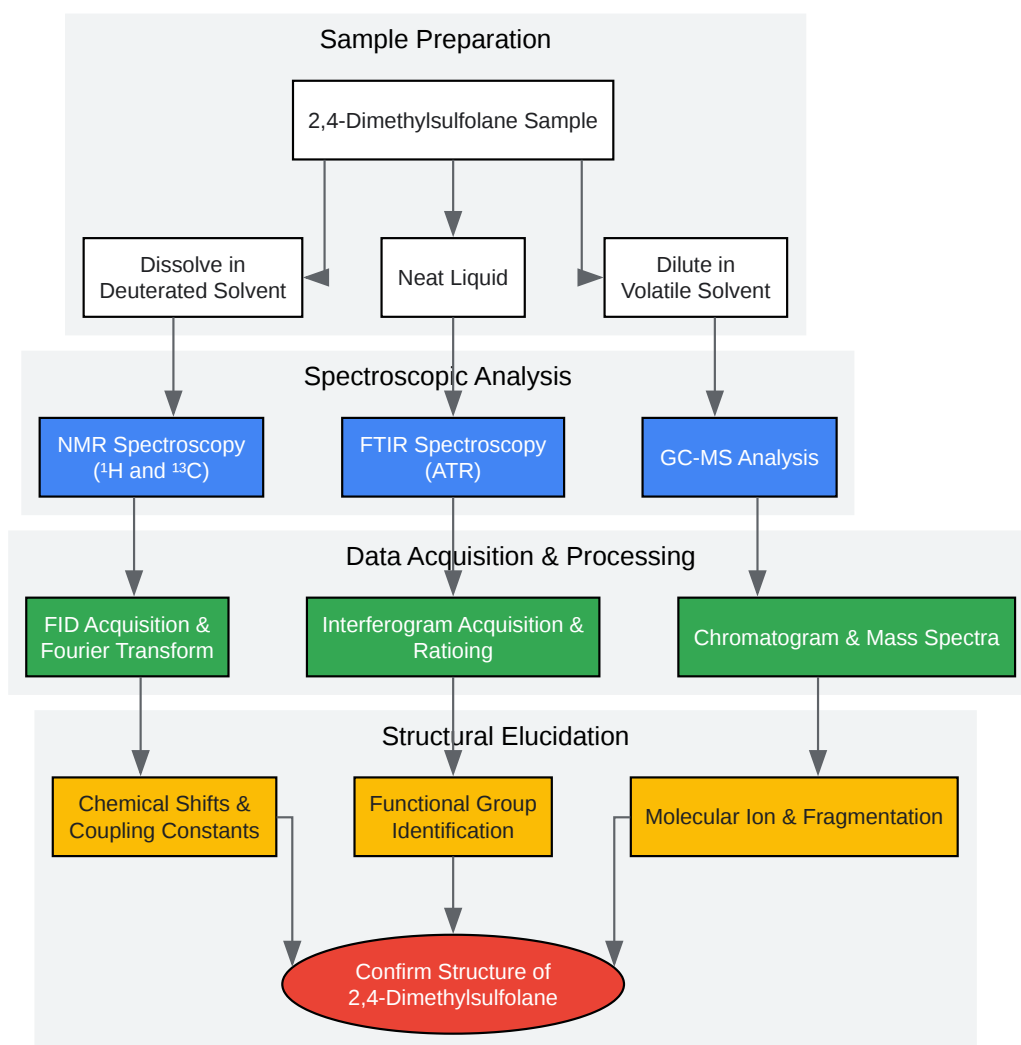 Sample Preparation
2,4-Dimethylsulfolane Sample
Dissolve in
Deuterated Solvent
Neat Liquid
Dilute in
Volatile Solvent
Spectroscopic Analysis
NMR Spectroscopy
(¹H and ¹³C)
FTIR Spectroscopy
(ATR)
GC-MS Analysis
Data Acquisition & Processing
FID Acquisition &
Fourier Transform
Interferogram Acquisition &
Ratioing
Chromatogram & Mass Spectra
Structural Elucidation
Chemical Shifts &
Coupling Constants
Functional Group
Identification
Molecular Ion & Fragmentation
Confirm Structure of
2,4-Dimethylsulfolane